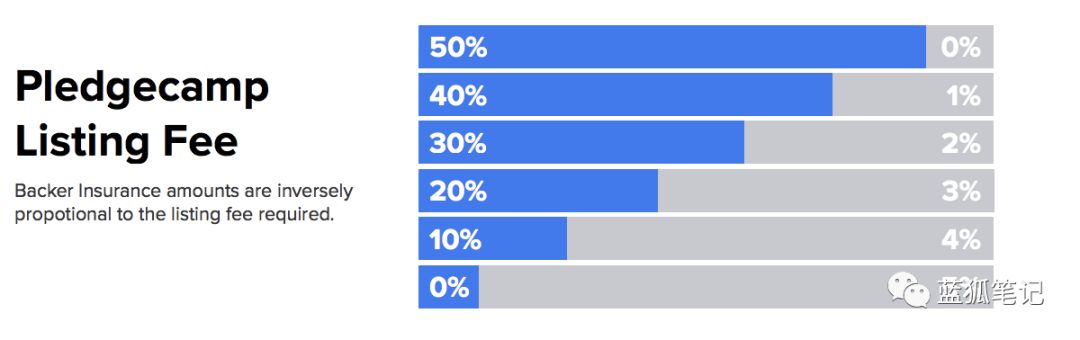 Pledgecamp
Listing Fee
Backer Insurance amounts are inversely
propotional to the listing fee required.
50% 0%
40% 1%
30% 2%
20% 3%
10% 4%
0%
蓝狐笔记